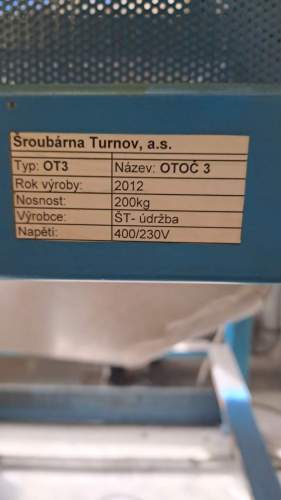 Šroubárna Turnov, a.s.
Typ: OT3 Název: OTOČ 3
Rok výroby: 2012
Nosnost: 200kg
Výrobce: ŠT- údržba
Napětí: 400/230V